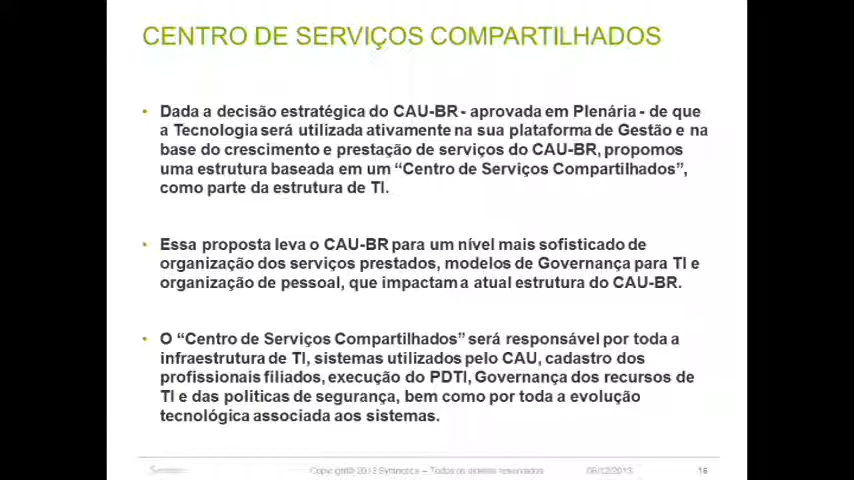 CENTRO DE SERVIÇOS COMPARTILHADOS
• Dada a decisão estratégica do CAU-BR - aprovada em Plenária - de que
a Tecnologia será utilizada ativamente na sua plataforma de Gestão e na
base do crescimento e prestação de serviços do CAU-BR, propomos
uma estrutura baseada em um “Centro de Serviços Compartilhados”,
como parte da estrutura de TI.
• Essa proposta leva o CAU-BR para um nível mais sofisticado de
organização dos serviços prestados, modelos de Governança para TI e
organização de pessoal, que impactam a atual estrutura do CAU-BR.
• O “Centro de Serviços Compartilhados” será responsável por toda a
infraestrutura de TI, sistemas utilizados pelo CAU, cadastro dos
profissionais filiados, execução do PDTI, Governança dos recursos de
TI e das politicas de segurança, bem como por toda a evolução
tecnológica associada aos sistemas.
Copyright© 2013 – Todos os direitos reservados 16